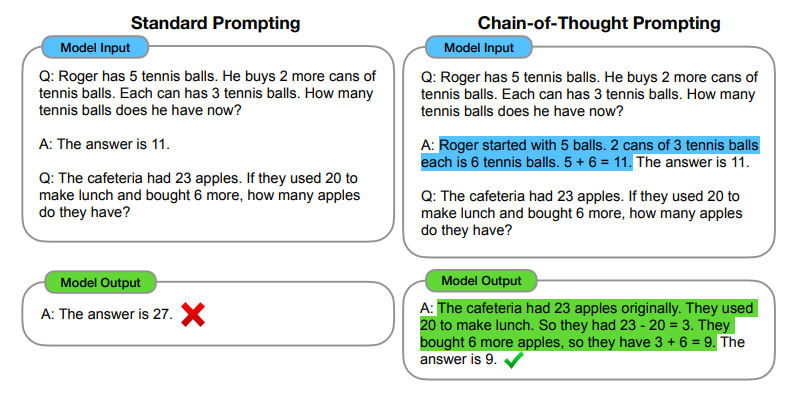 Standard Prompting
Model Input
Q: Roger has 5 tennis balls. He buys 2 more cans of
tennis balls. Each can has 3 tennis balls. How many
tennis balls does he have now?
A: The answer is 11.
Q: The cafeteria had 23 apples. If they used 20 to
make lunch and bought 6 more, how many apples
do they have?
Model Output
A: The answer is 27.
Chain-of-Thought Prompting
Model Input
Q: Roger has 5 tennis balls. He buys 2 more cans of
tennis balls. Each can has 3 tennis balls. How many
tennis balls does he have now?
A: Roger started with 5 balls. 2 cans of 3 tennis balls
each is 6 tennis balls. 5 + 6 = 11. The answer is 11.
Q: The cafeteria had 23 apples. If they used 20 to
make lunch and bought 6 more, how many apples
do they have?
Model Output
A: The cafeteria had 23 apples originally. They used
20 to make lunch. So they had 23 - 20 = 3. They
bought 6 more apples, so they have 3 + 6 = 9. The
answer is 9.